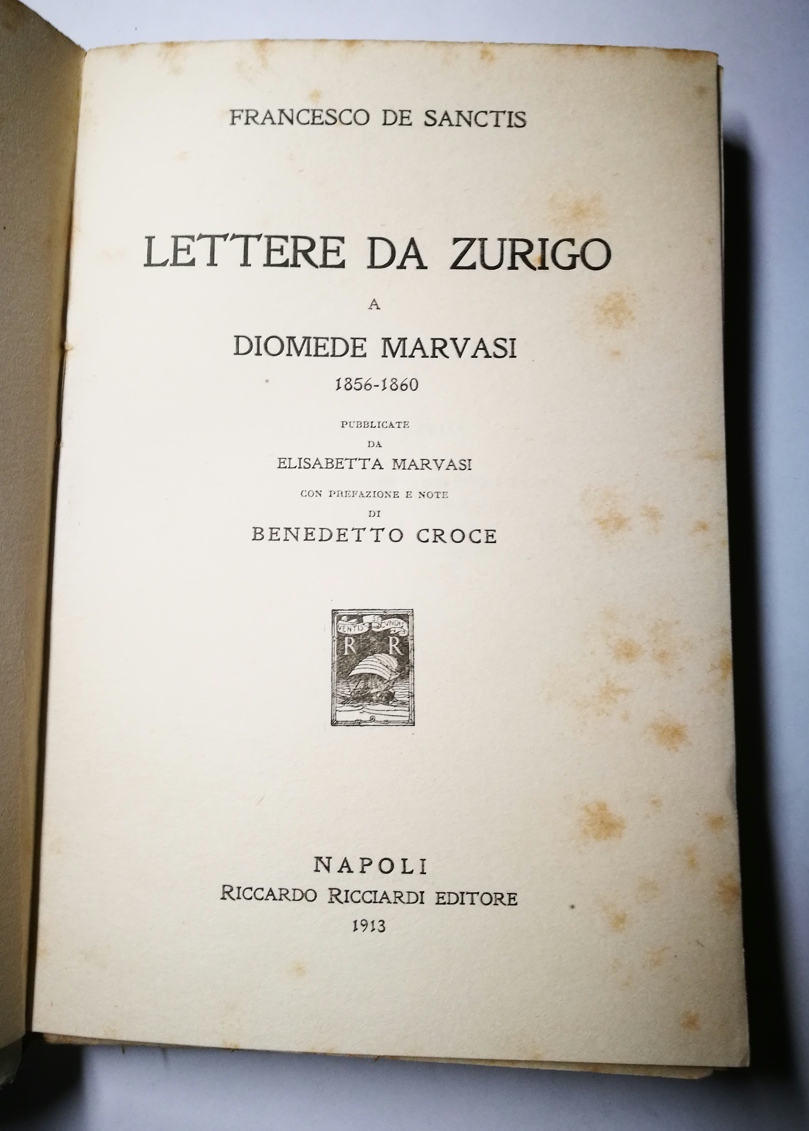 FRANCESCO DE SANCTIS
LETTERE DA ZURIGO
A
DIOMEDE MARVASI
1856-1860
PUBBLICATE
DA
ELISABETTA MARVASI
CON PREFAZIONE E NOTE
DI
BENEDETTO CROCE
R R
NAPOLI
RICCARDO RICCIARDI EDITORE
1913